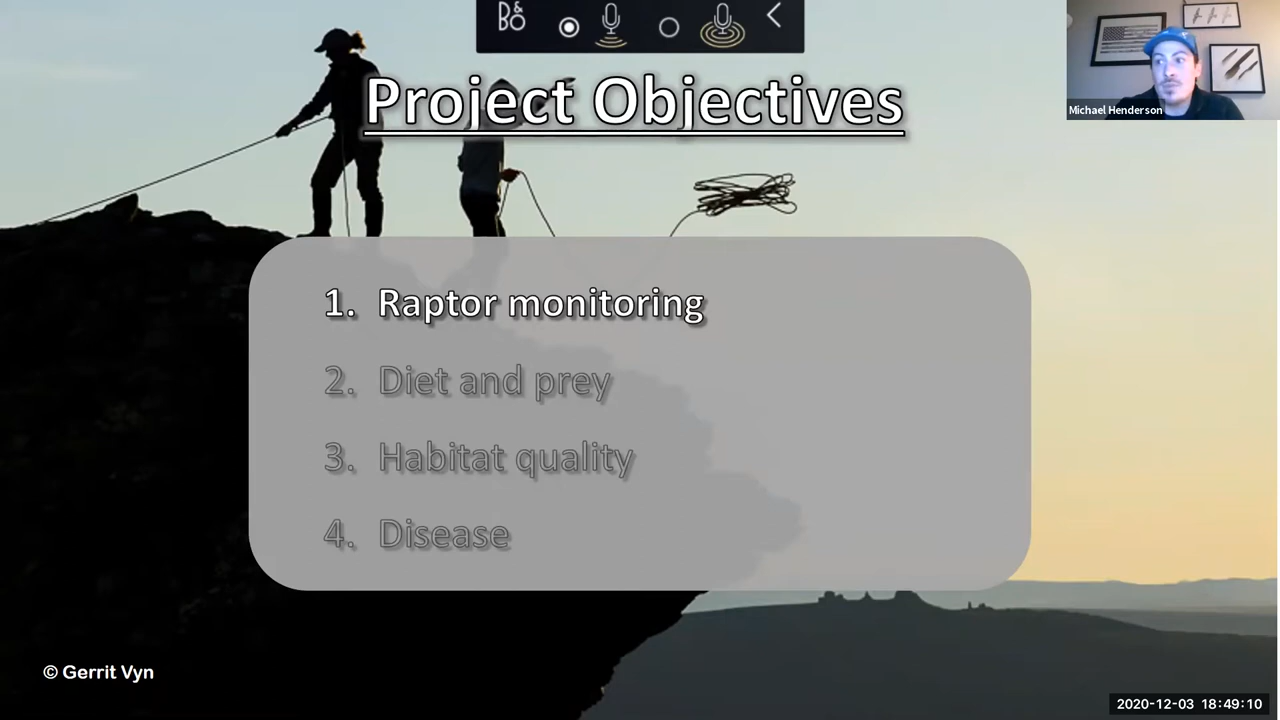 B&O
Project Objectives
Michael Henderson
1. Raptor monitoring
2. Diet and prey
3. Habitat quality
4. Disease
© Gerrit Vyn
2020-12-03 18:49:10